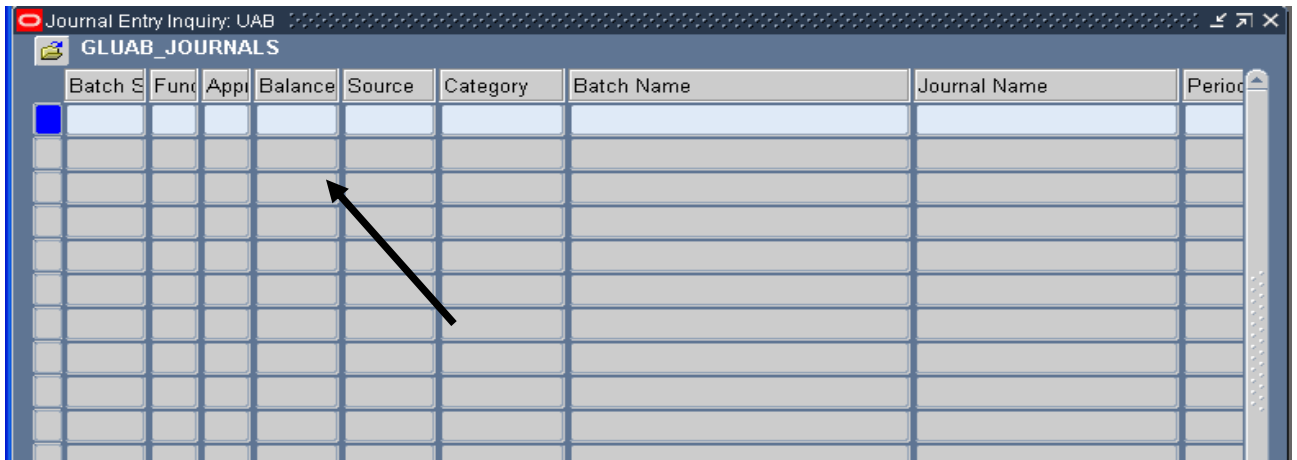 Journal Entry Inquiry: UAB
GLUAB_JOURNALS
Batch S Fund Appr Balance Source Category Batch Name Journal Name Period